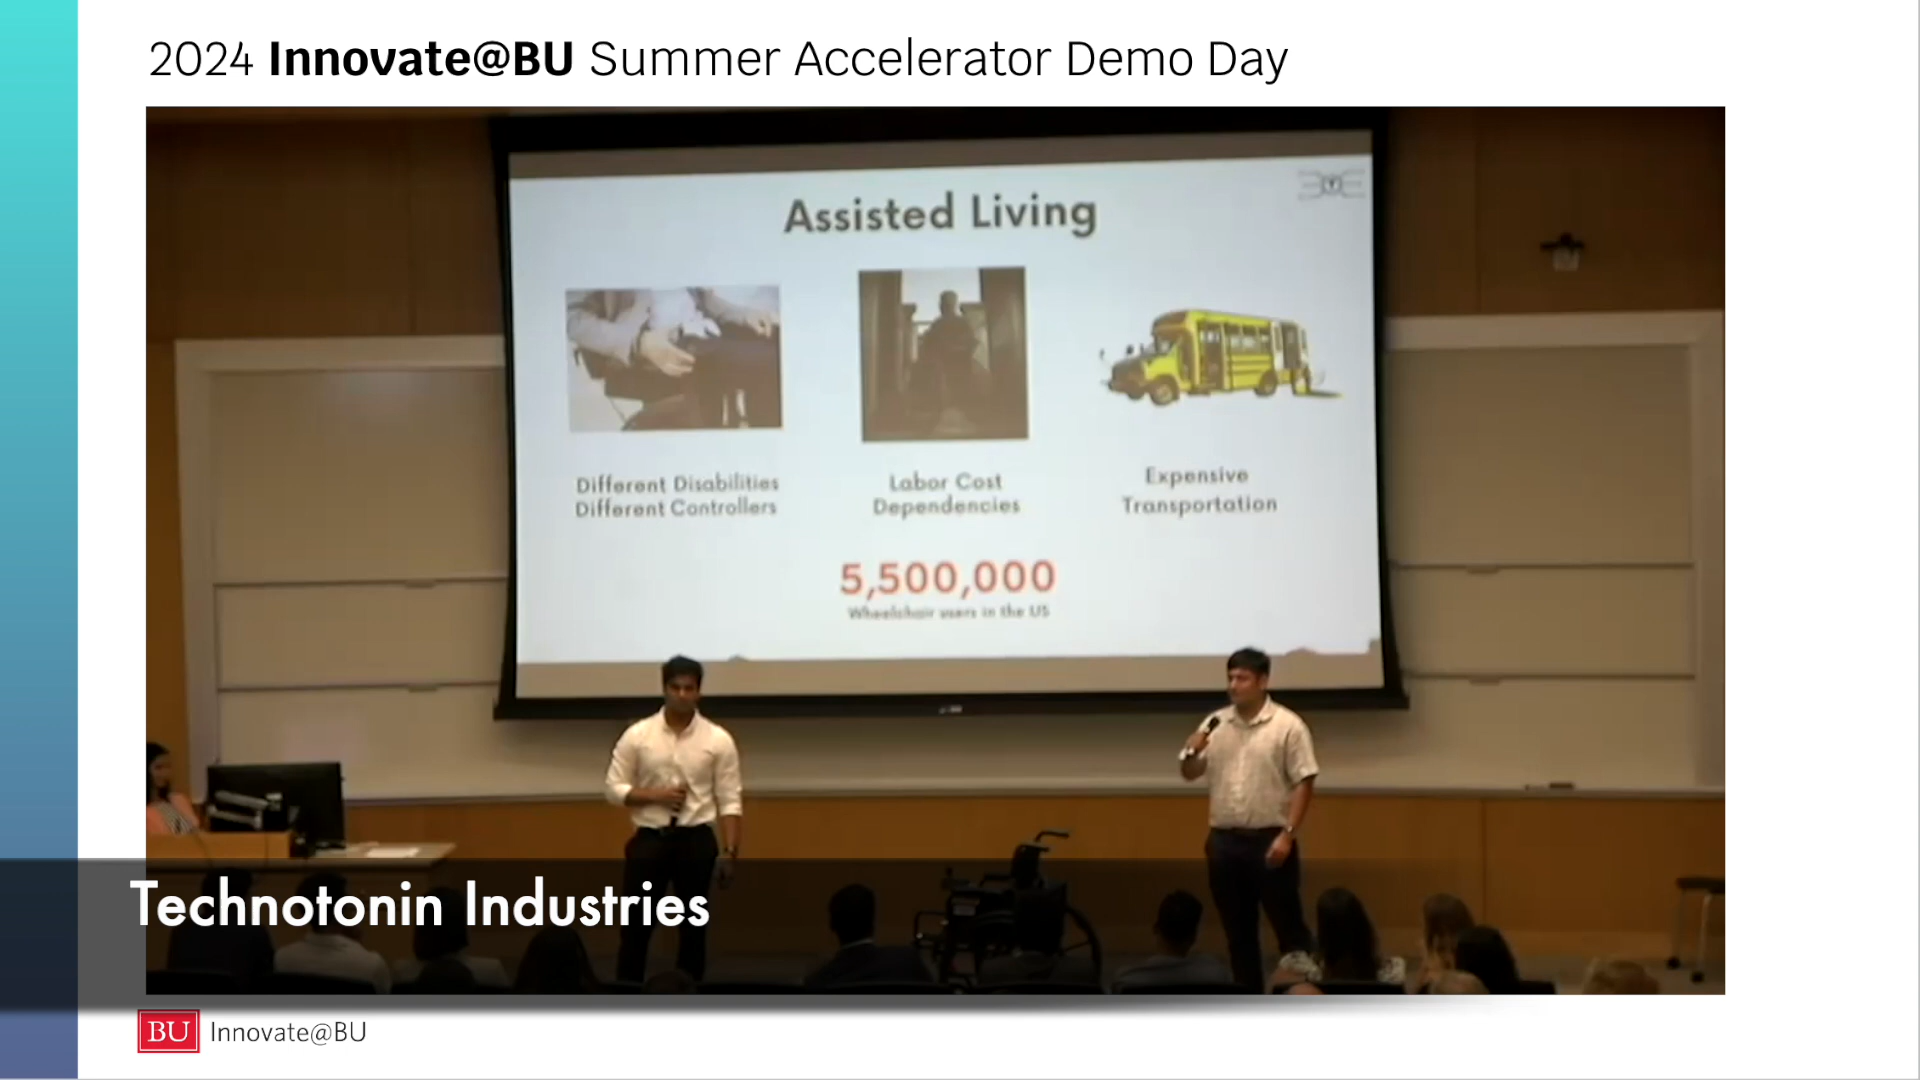 2024 Innovate@BU Summer Accelerator Demo Day
Assisted Living
Different Disabilities
Different Controllers
Labor Cost
Dependencies
Expensive
Transportation
5,500,000
Wheelchair users in the US
Technotonin Industries
BU Innovate@BU